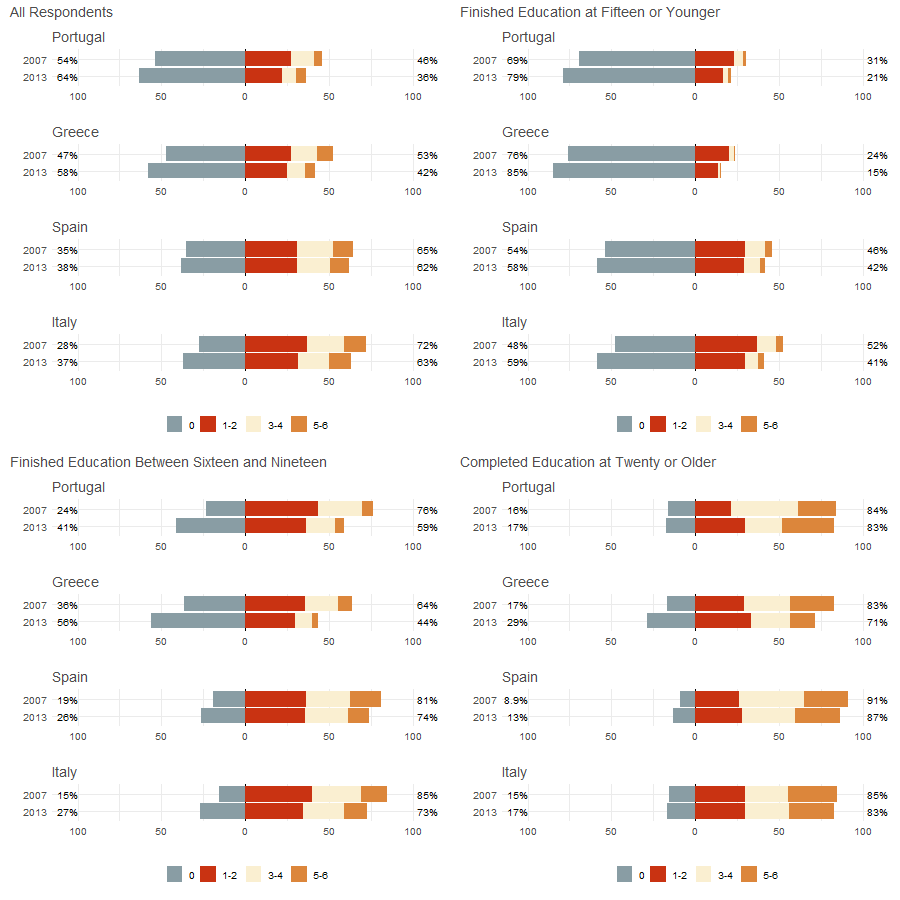 All Respondents
Portugal
2007 54% 46%
2013 64% 36%
100 50 0 50 100
Greece
2007 47% 53%
2013 58% 42%
100 50 0 50 100
Spain
2007 35% 65%
2013 38% 62%
100 50 0 50 100
Italy
2007 28% 72%
2013 37% 63%
100 50 0 50 100
0 1-2 3-4 5-6
Finished Education at Fifteen or Younger
Portugal
2007 69% 31%
2013 79% 21%
100 50 0 50 100
Greece
2007 76% 24%
2013 85% 15%
100 50 0 50 100
Spain
2007 54% 46%
2013 58% 42%
100 50 0 50 100
Italy
2007 48% 52%
2013 59% 41%
100 50 0 50 100
0 1-2 3-4 5-6
Finished Education Between Sixteen and Nineteen
Portugal
2007 24% 76%
2013 41% 59%
100 50 0 50 100
Greece
2007 36% 64%
2013 56% 44%
100 50 0 50 100
Spain
2007 19% 81%
2013 26% 74%
100 50 0 50 100
Italy
2007 15% 85%
2013 27% 73%
100 50 0 50 100
0 1-2 3-4 5-6
Completed Education at Twenty or Older
Portugal
2007 16% 84%
2013 17% 83%
100 50 0 50 100
Greece
2007 17% 83%
2013 29% 71%
100 50 0 50 100
Spain
2007 8.9% 91%
2013 13% 87%
100 50 0 50 100
Italy
2007 15% 85%
2013 17% 83%
100 50 0 50 100
0 1-2 3-4 5-6